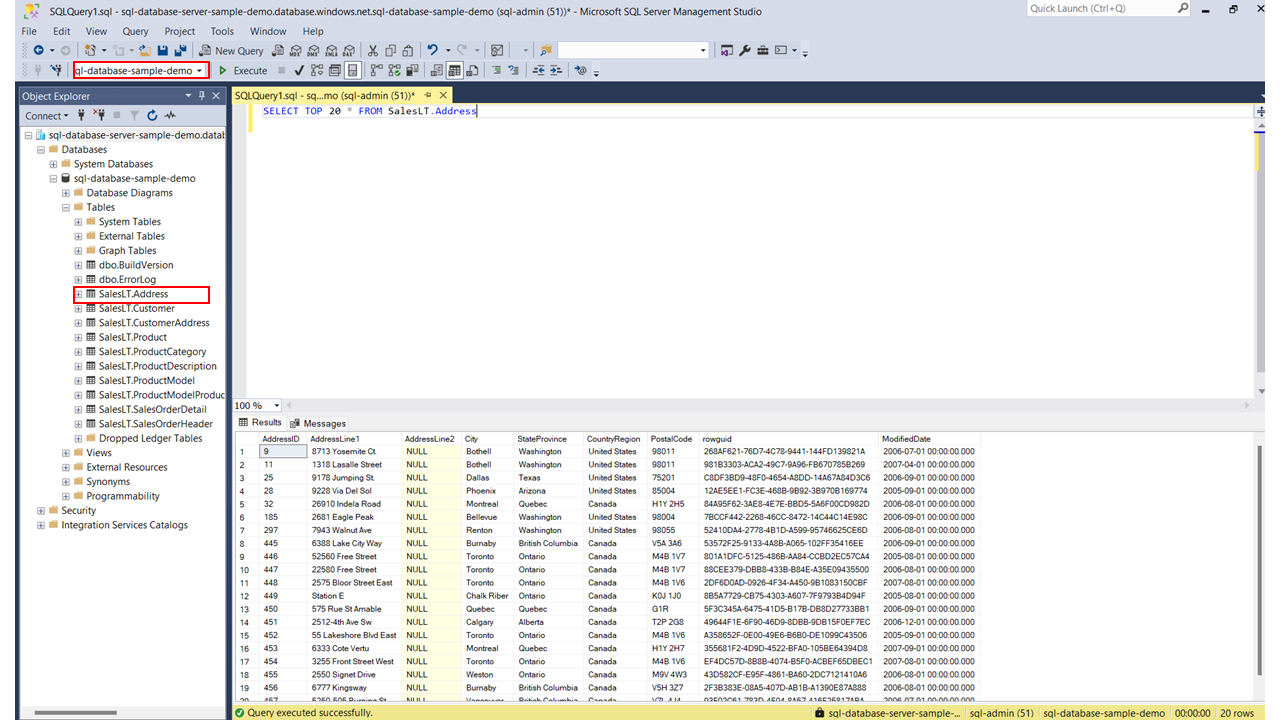 SQLQuery1.sql - sql-database-server-sample-demo.database.windows.net.sql-database-sample-demo (sql-admin (51))* - Microsoft SQL Server Management Studio
Quick Launch (Ctrl+Q)
File Edit View Query Project Tools Window Help
New Query
ql-database-sample-demo Execute
Object Explorer
SQLQuery1.sql - sq...mo (sql-admin (51))*
Connect
SELECT TOP 20 * FROM SalesLT.Address
sql-database-server-sample-demo.datab
Databases
System Databases
sql-database-sample-demo
Database Diagrams
Tables
System Tables
External Tables
Graph Tables
dbo.BuildVersion
dbo.ErrorLog
SalesLT.Address
SalesLT.Customer
SalesLT.CustomerAddress
SalesLT.Product
SalesLT.ProductCategory
SalesLT.ProductDescription
SalesLT.ProductModel
SalesLT.ProductModelProduc
SalesLT.SalesOrderDetail
SalesLT.SalesOrderHeader
Dropped Ledger Tables
Views
External Resources
Synonyms
Programmability
Security
Integration Services Catalogs
100 %
Results Messages
AddressID AddressLine1 AddressLine2 City StateProvince CountryRegion PostalCode rowguid ModifiedDate
1 9 8713 Yosemite Ct. NULL Bothell Washington United States 98011 268AF621-76D7-4C78-9441-144FD139821A 2006-07-01 00:00:00.000
2 11 1318 Lasalle Street NULL Bothell Washington United States 98011 981B3303-ACA2-49C7-9A96-FB670785B269 2007-04-01 00:00:00.000
3 25 9178 Jumping St. NULL Dallas Texas United States 75201 C8DF3BD9-48F0-4654-A8DD-14A67A84D3C6 2006-09-01 00:00:00.000
4 28 9228 Via Del Sol NULL Phoenix Arizona United States 85004 12AE5EE1-FC3E-468B-9B92-3B970B169774 2005-09-01 00:00:00.000
5 32 26910 Indela Road NULL Montreal Quebec Canada H1Y 2H5 84A95F62-3AE8-4E7E-BBD5-5A6F00CD982D 2006-08-01 00:00:00.000
6 185 2681 Eagle Peak NULL Bellevue Washington United States 98004 7BCCF442-2268-46CC-8472-14C44C14E98C 2006-09-01 00:00:00.000
7 297 7943 Walnut Ave NULL Renton Washington United States 98055 52410DA4-2778-4B1D-A599-95746625CE6D 2006-08-01 00:00:00.000
8 445 6388 Lake City Way NULL Burnaby British Columbia Canada V5A 3A6 53572F25-9133-4A8B-A065-102FF35416EE 2006-09-01 00:00:00.000
9 446 52560 Free Street NULL Toronto Ontario Canada M4B 1V7 801A1DFC-5125-486B-AA84-CCBD2EC57CA4 2005-08-01 00:00:00.000
10 447 22580 Free Street NULL Toronto Ontario Canada M4B 1V7 88CEE379-DBB8-433B-B84E-A35E09435500 2006-08-01 00:00:00.000
11 448 2575 Bloor Street East NULL Toronto Ontario Canada M4B 1V6 2DF6D0AD-0926-4F34-A450-9B1083150CBF 2007-08-01 00:00:00.000
12 449 Station E NULL Chalk Riber Ontario Canada K0J 1J0 8B5A7729-CB75-4303-A607-7F9793B4D94F 2005-08-01 00:00:00.000
13 450 575 Rue St Amable NULL Quebec Quebec Canada G1R 5F3C345A-6475-41D5-B17B-DB8D27733BB1 2006-09-01 00:00:00.000
14 451 2512-4th Ave Sw NULL Calgary Alberta Canada T2P 2G8 49644F1E-6F90-46D9-8DBB-9DB15F0EF7EC 2006-12-01 00:00:00.000
15 452 55 Lakeshore Blvd East NULL Toronto Ontario Canada M4B 1V6 A358652F-0E00-49E6-B6B0-DE1099C43506 2005-09-01 00:00:00.000
16 453 6333 Cote Vertu NULL Montreal Quebec Canada H1Y 2H7 355681F2-4D9D-4522-BFA0-105BE64394D8 2007-09-01 00:00:00.000
17 454 3255 Front Street West NULL Toronto Ontario Canada M4B 1V6 EF4DC57D-8B8B-4074-B5F0-ACBEF65DBEC1 2007-08-01 00:00:00.000
18 455 2550 Signet Drive NULL Weston Ontario Canada M9V 4W3 43D582CF-E95F-4861-BA60-2DC7121410A6 2006-08-01 00:00:00.000
19 456 6777 Kingsway NULL Burnaby British Columbia Canada V5H 3Z7 2F3B383E-08A5-407D-AB1B-A1390E87A888 2006-08-01 00:00:00.000
Query executed successfully. sql-database-server-sample-... sql-admin (51) sql-database-sample-demo 00:00:00 20 rows